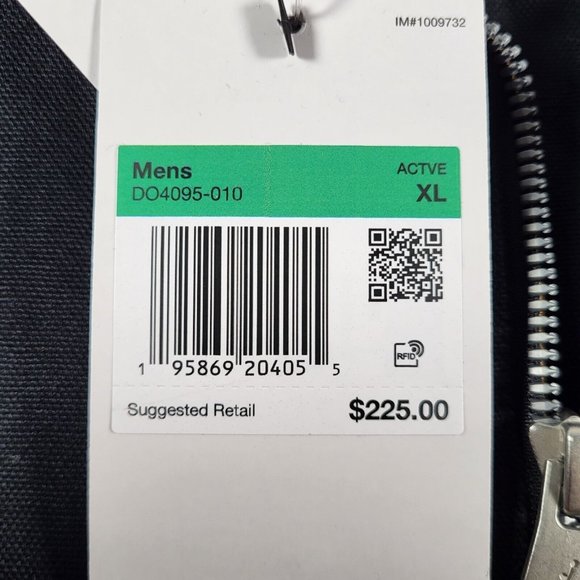 IM#1009732
Mens ACTVE
DO4095-010 XL
RFID
1 95869 20405 5
Suggested Retail $225.00